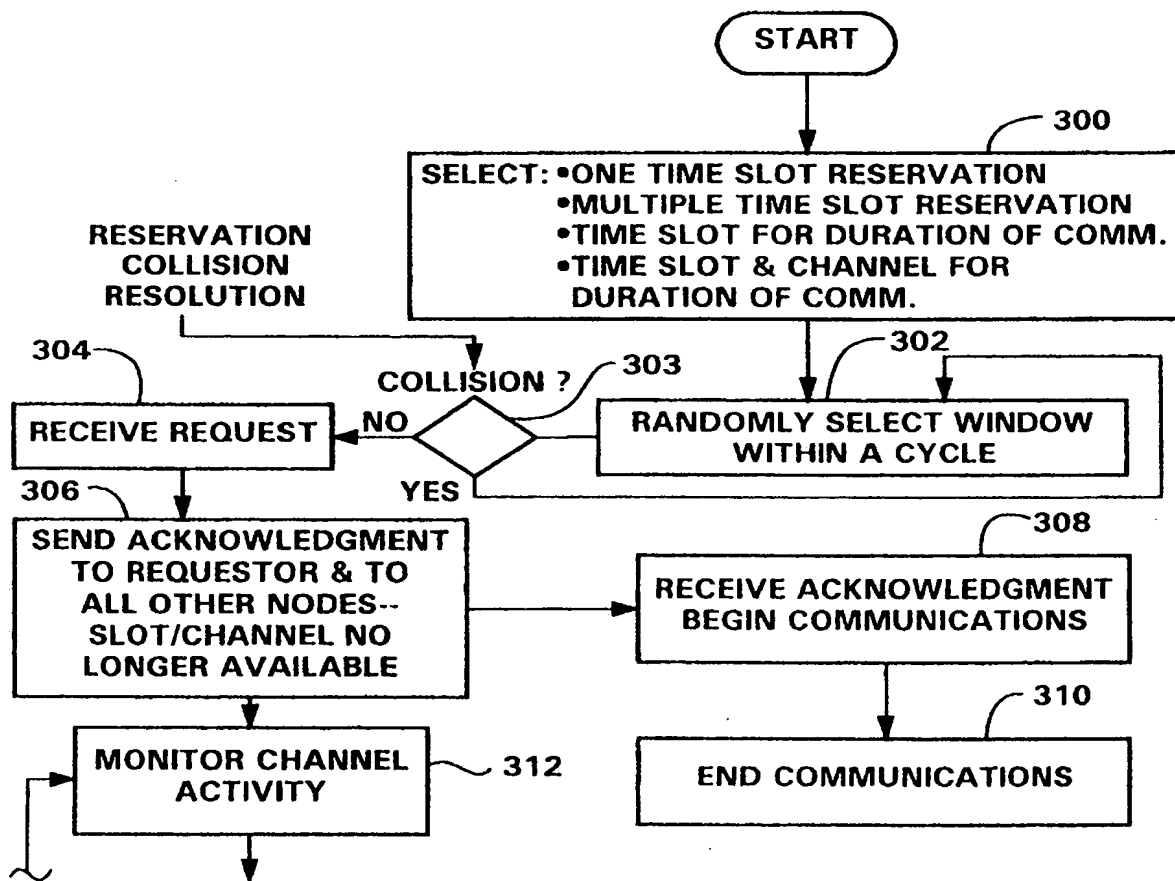 START
300
SELECT: •ONE TIME SLOT RESERVATION
•MULTIPLE TIME SLOT RESERVATION
•TIME SLOT FOR DURATION OF COMM.
•TIME SLOT & CHANNEL FOR
DURATION OF COMM.
RESERVATION
COLLISION
RESOLUTION
302
304
COLLISION ?
303
RECEIVE REQUEST
NO
RANDOMLY SELECT WINDOW
WITHIN A CYCLE
YES
306
SEND ACKNOWLEDGMENT
TO REQUESTOR & TO
ALL OTHER NODES--
SLOT/CHANNEL NO
LONGER AVAILABLE
308
RECEIVE ACKNOWLEDGMENT
BEGIN COMMUNICATIONS
310
END COMMUNICATIONS
MONITOR CHANNEL
ACTIVITY
312